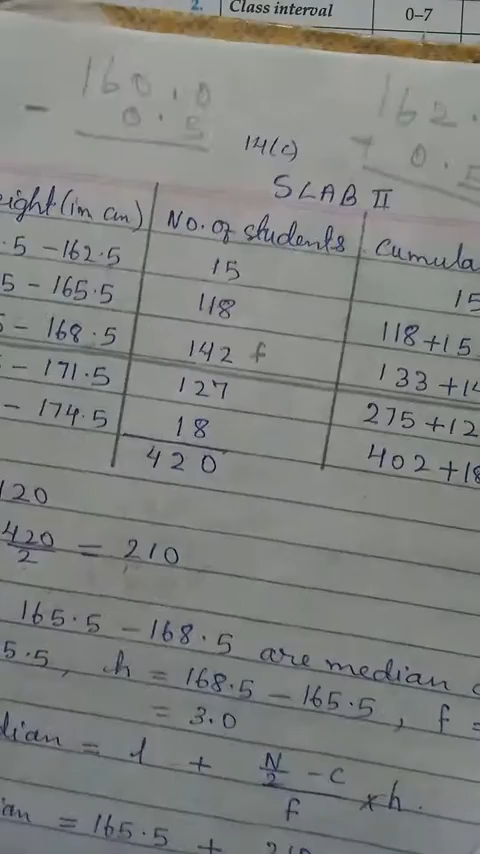 2. Class interval 0–7
160.0
- 0.5
162.
0.5
14(c)
SLAB II
ight (in cm) No. of students Cumula
.5 - 162.5 15 15
5 - 165.5 118 118+15
5 - 168.5 142 f 133+14
- 171.5 127 275+12
- 174.5 18 402+18
420
120
420/2 = 210
165.5 - 168.5 are median c
5.5, h = 168.5 - 165.5, f =
= 3.0
dian = l + (N/2 - C)/f × h.
ian = 165.5 + 210